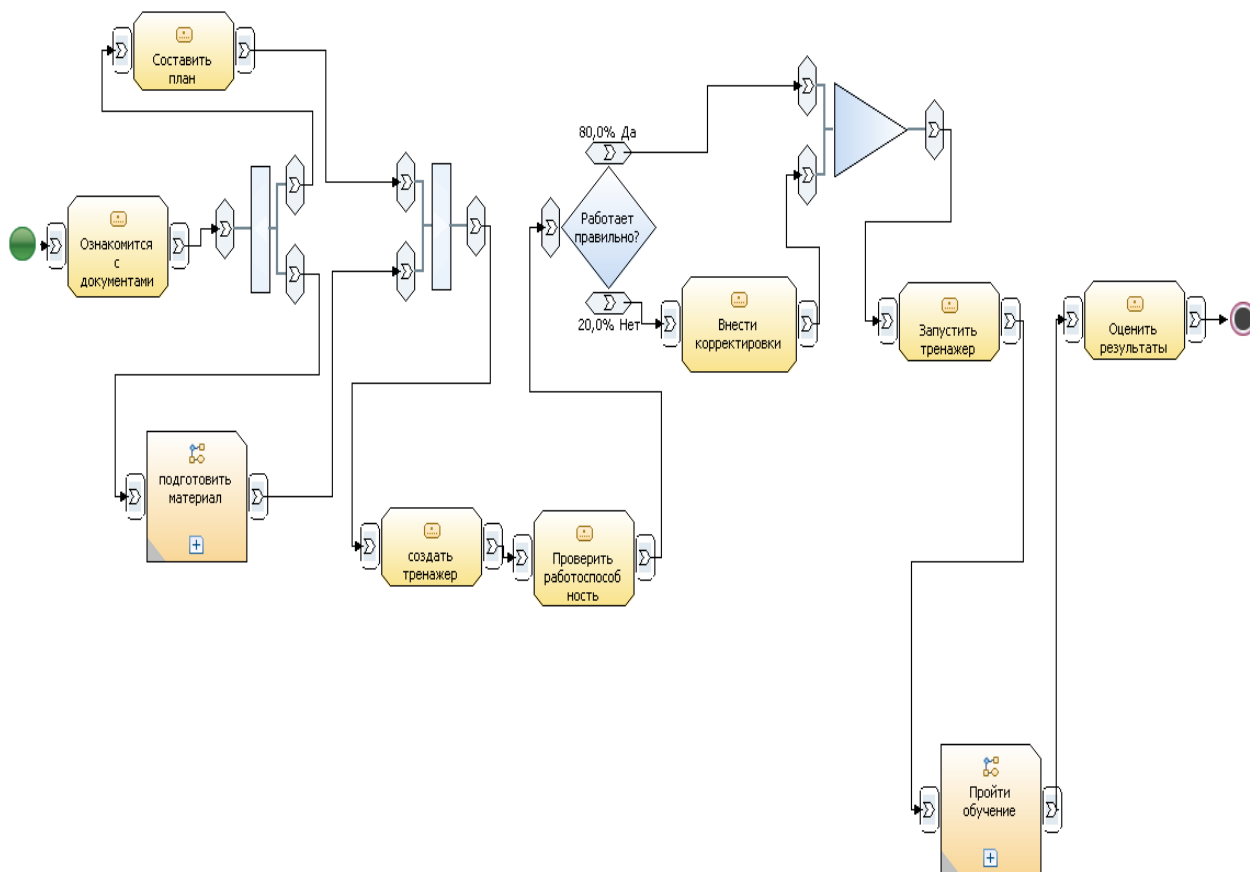 Составить
план
Ознакомится
с
документами
подготовить
материал
создать
тренажер
Проверить
работоспособ
ность
80,0% Да
Работает
правильно?
20,0% Нет
Внести
корректировки
Запустить
тренажер
Пройти
обучение
Оценить
результаты